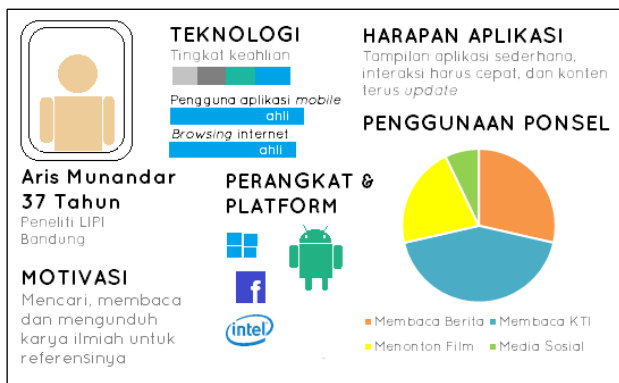 TEKNOLOGI
Tingkat keahlian
Pengguna aplikasi mobile
ahli
Browsing internet
ahli
HARAPAN APLIKASI
Tampilan aplikasi sederhana,
interaksi harus cepat, dan konten
terus update
PENGGUNAAN PONSEL
Aris Munandar
37 Tahun
Peneliti LIPI
Bandung
PERANGKAT &
PLATFORM
f
intel
MOTIVASI
Mencari, membaca
dan mengunduh
karya ilmiah untuk
referensinya
Membaca Berita Membaca KTI
Menonton Film Media Sosial